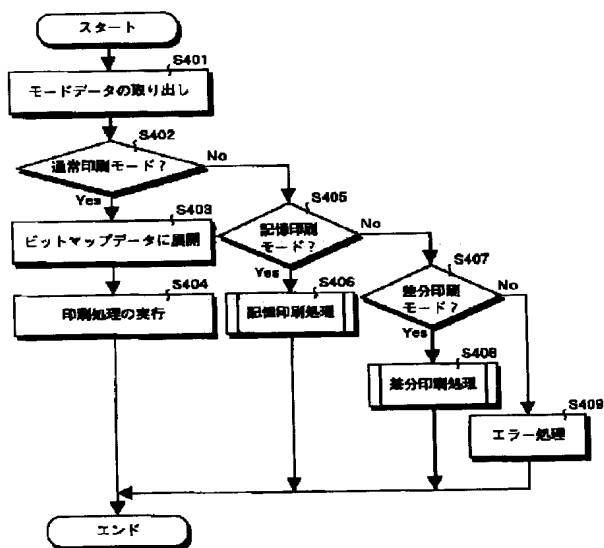 スタート
S401
モードデータの取り出し
S402
通常印刷モード?
No
Yes
S403
ビットマップデータに展開
S404
印刷処理の実行
S405
記憶印刷
モード?
No
Yes
S406
記憶印刷処理
S407
差分印刷
モード?
No
Yes
S408
差分印刷処理
S409
エラー処理
エンド